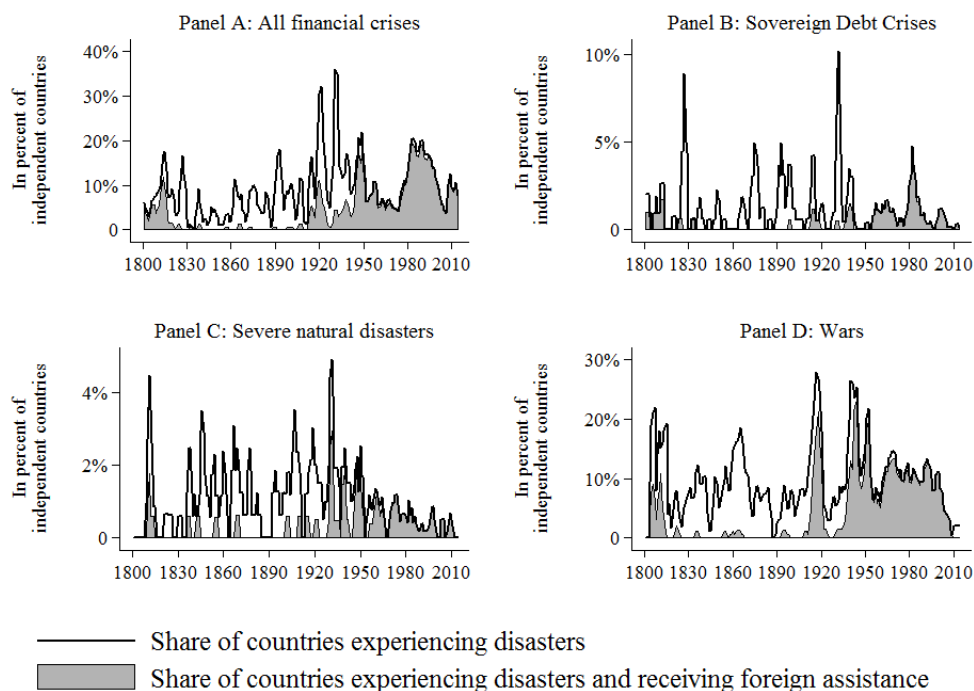 Panel A: All financial crises
In percent of
independent countries
40%
30%
20%
10%
0
1800 1830 1860 1890 1920 1950 1980 2010
Panel B: Sovereign Debt Crises
In percent of
independent countries
10%
5%
0
1800 1830 1860 1890 1920 1950 1980 2010
Panel C: Severe natural disasters
In percent of
independent countries
4%
2%
0
1800 1830 1860 1890 1920 1950 1980 2010
Panel D: Wars
In percent of
independent countries
30%
20%
10%
0
1800 1830 1860 1890 1920 1950 1980 2010
Share of countries experiencing disasters
Share of countries experiencing disasters and receiving foreign assistance